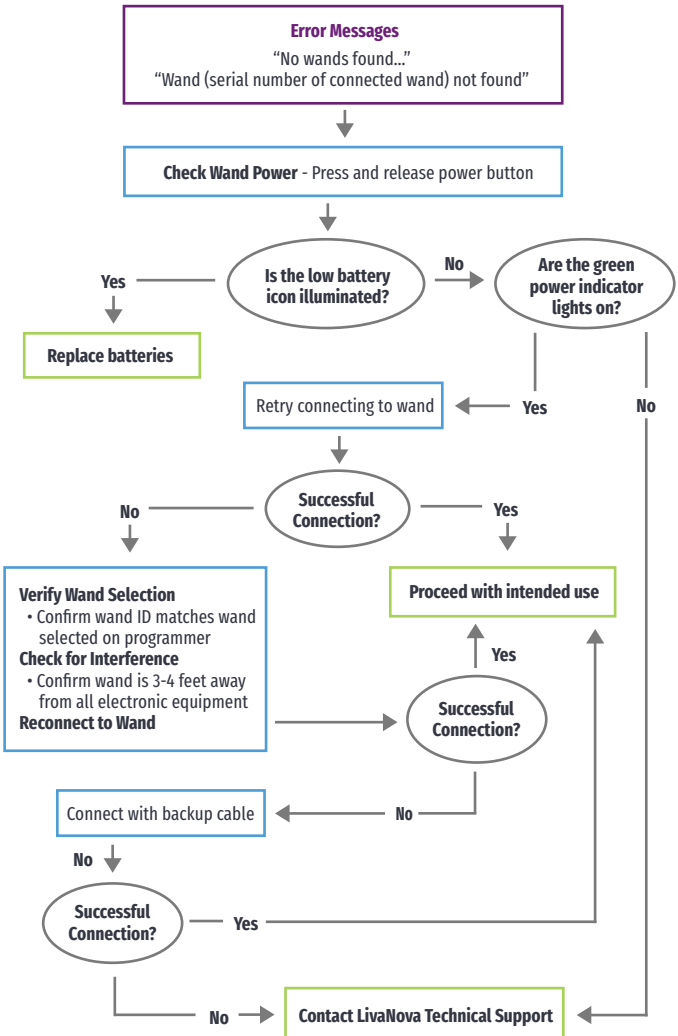 Error Messages
“No wands found...”
“Wand (serial number of connected wand) not found”
Check Wand Power - Press and release power button
Is the low battery
icon illuminated?
No
Are the green
power indicator
lights on?
Yes
Replace batteries
Retry connecting to wand
Yes
No
Successful
Connection?
No
Yes
Verify Wand Selection
• Confirm wand ID matches wand
selected on programmer
Check for Interference
• Confirm wand is 3-4 feet away
from all electronic equipment
Reconnect to Wand
Proceed with intended use
Yes
Successful
Connection?
Connect with backup cable
No
No
Successful
Connection?
Yes
No
Contact LivaNova Technical Support